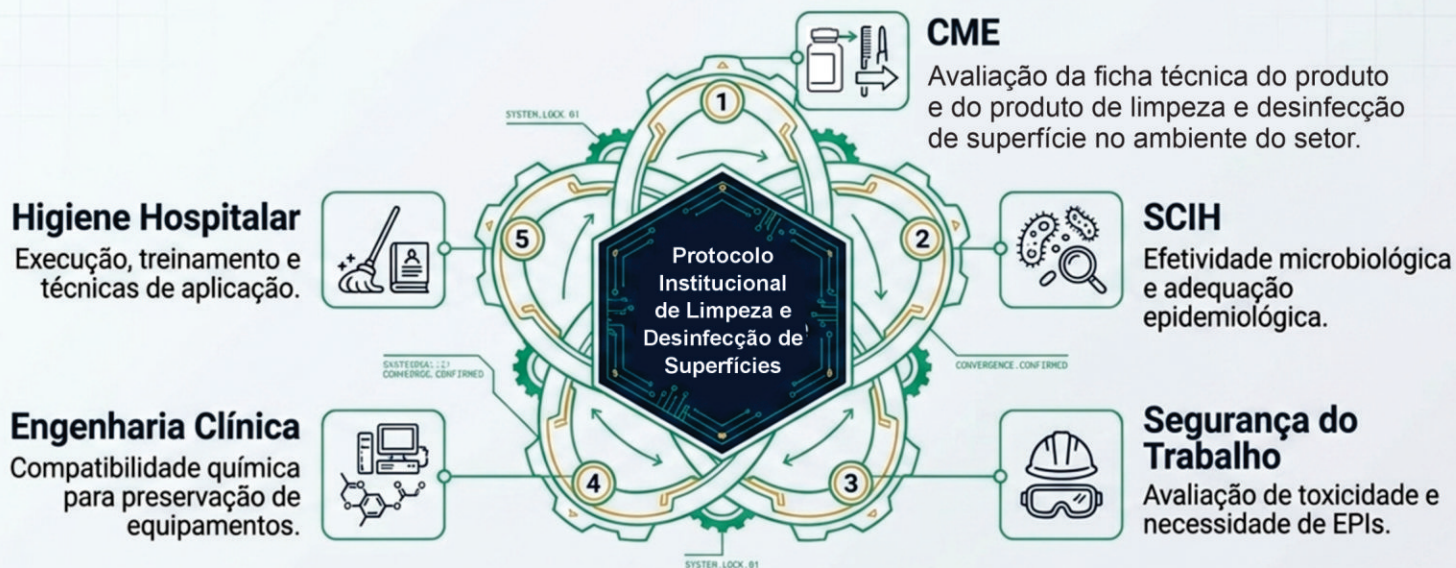 CME
Avaliação da ficha técnica do produto
e do produto de limpeza e desinfecção
de superfície no ambiente do setor.
1
SYSTEM.LOCK.01
Higiene Hospitalar
Execução, treinamento e
técnicas de aplicação.
5
Protocolo
Institucional
de Limpeza e
Desinfecção de
Superfícies
2
SCIH
Efetividade microbiológica
e adequação
epidemiológica.
CONFIRMED
CONVERGENCE.CONFIRMED
Engenharia Clínica
Compatibilidade química
para preservação de
equipamentos.
4
3
Segurança do
Trabalho
Avaliação de toxicidade e
necessidade de EPIs.
SYSTEM.LOCK.01